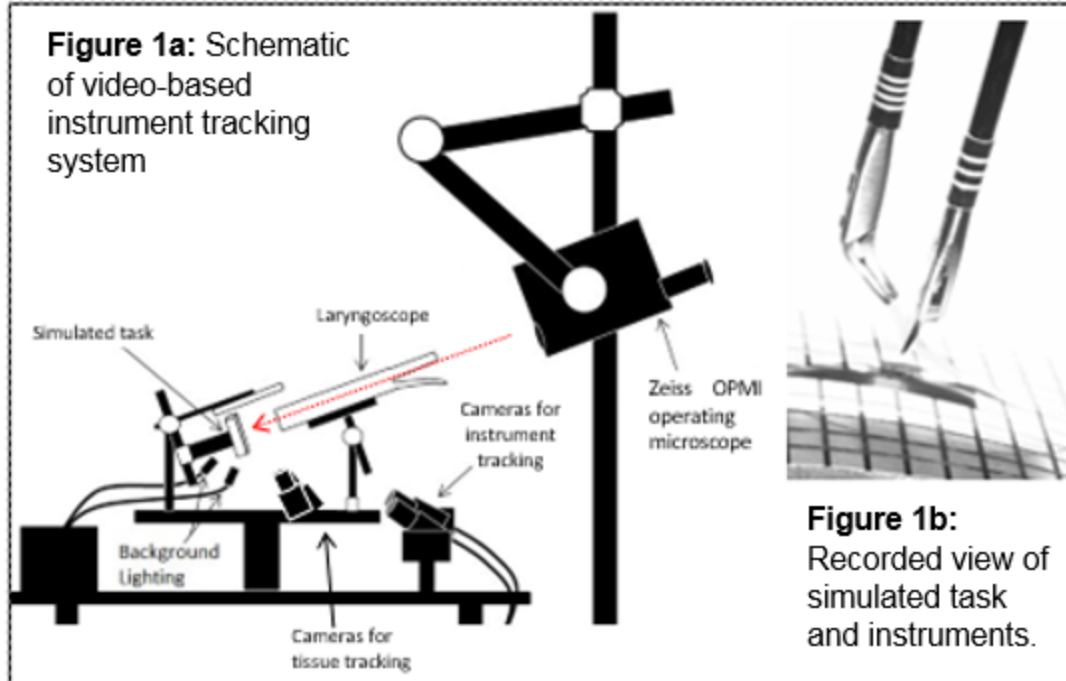 Figure 1a: Schematic
of video-based
instrument tracking
system
Simulated task
Laryngoscope
Zeiss OPMI
operating
microscope
Cameras for
instrument
tracking
Background
Lighting
Cameras for
tissue tracking
Figure 1b:
Recorded view of
simulated task
and instruments.